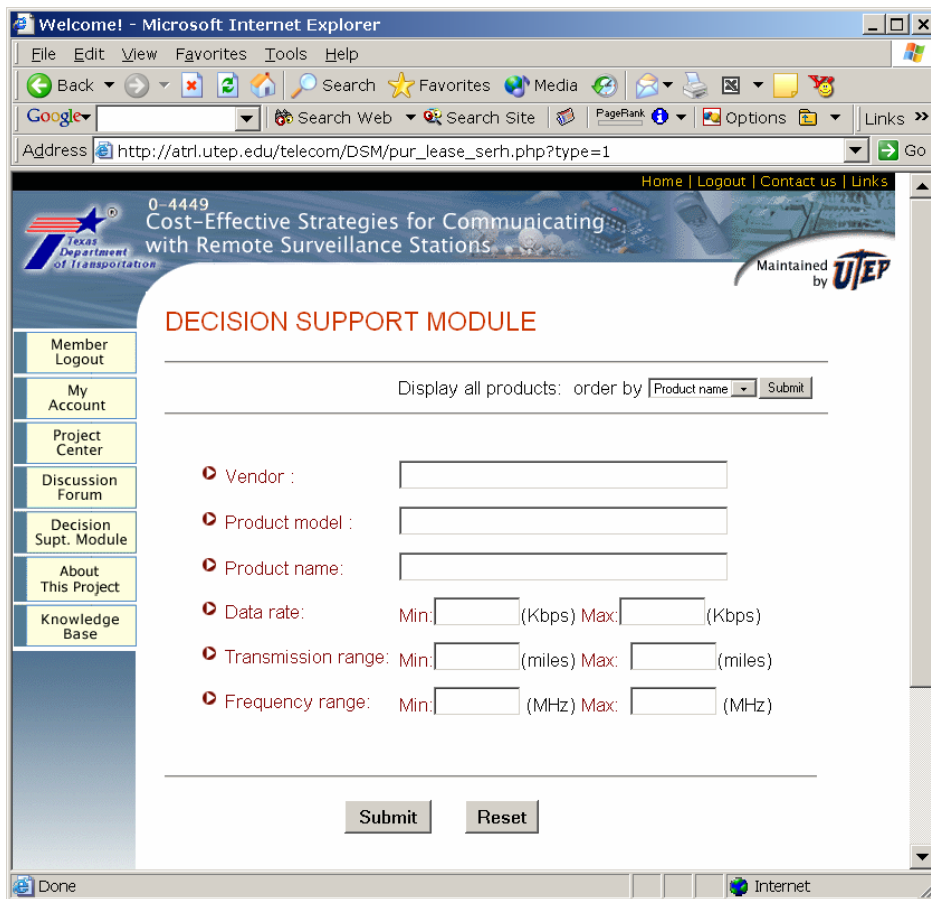 Welcome! - Microsoft Internet Explorer
File Edit View Favorites Tools Help
Back Search Favorites Media
Google Search Web Search Site PageRank Options Links »
Address http://atrl.utep.edu/telecom/DSM/pur_lease_serh.php?type=1 Go
Home | Logout | Contact us | Links
0-4449
Cost-Effective Strategies for Communicating
with Remote Surveillance Stations
Texas
Department
of Transportation
®
Maintained
by UTEP
DECISION SUPPORT MODULE
Member
Logout
My
Account
Project
Center
Discussion
Forum
Decision
Supt. Module
About
This Project
Knowledge
Base
Display all products: order by Product name Submit
Vendor :
Product model :
Product name:
Data rate: Min: (Kbps) Max: (Kbps)
Transmission range: Min: (miles) Max: (miles)
Frequency range: Min: (MHz) Max: (MHz)
Submit Reset
Done Internet